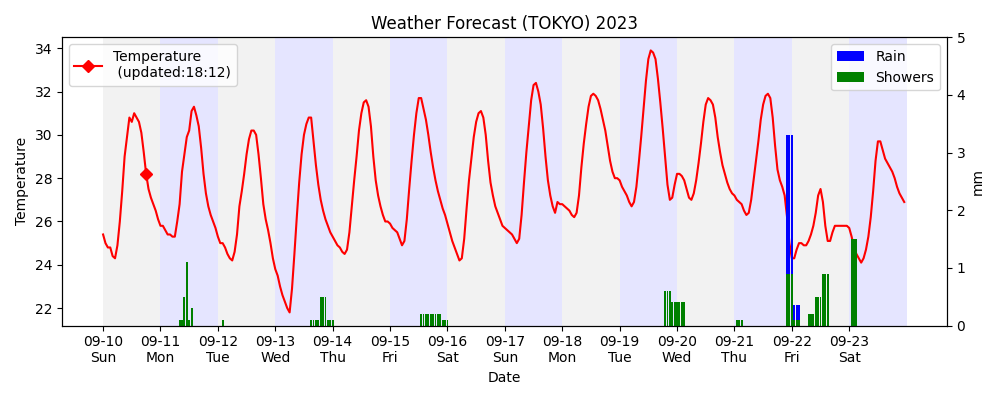 Weather Forecast (TOKYO) 2023
Temperature
(updated:18:12)
Rain
Showers
34
32
30
28
26
24
22
Temperature
5
4
3
2
1
0
mm
09-10 09-11 09-12 09-13 09-14 09-15 09-16 09-17 09-18 09-19 09-20 09-21 09-22 09-23
Sun Mon Tue Wed Thu Fri Sat Sun Mon Tue Wed Thu Fri Sat
Date